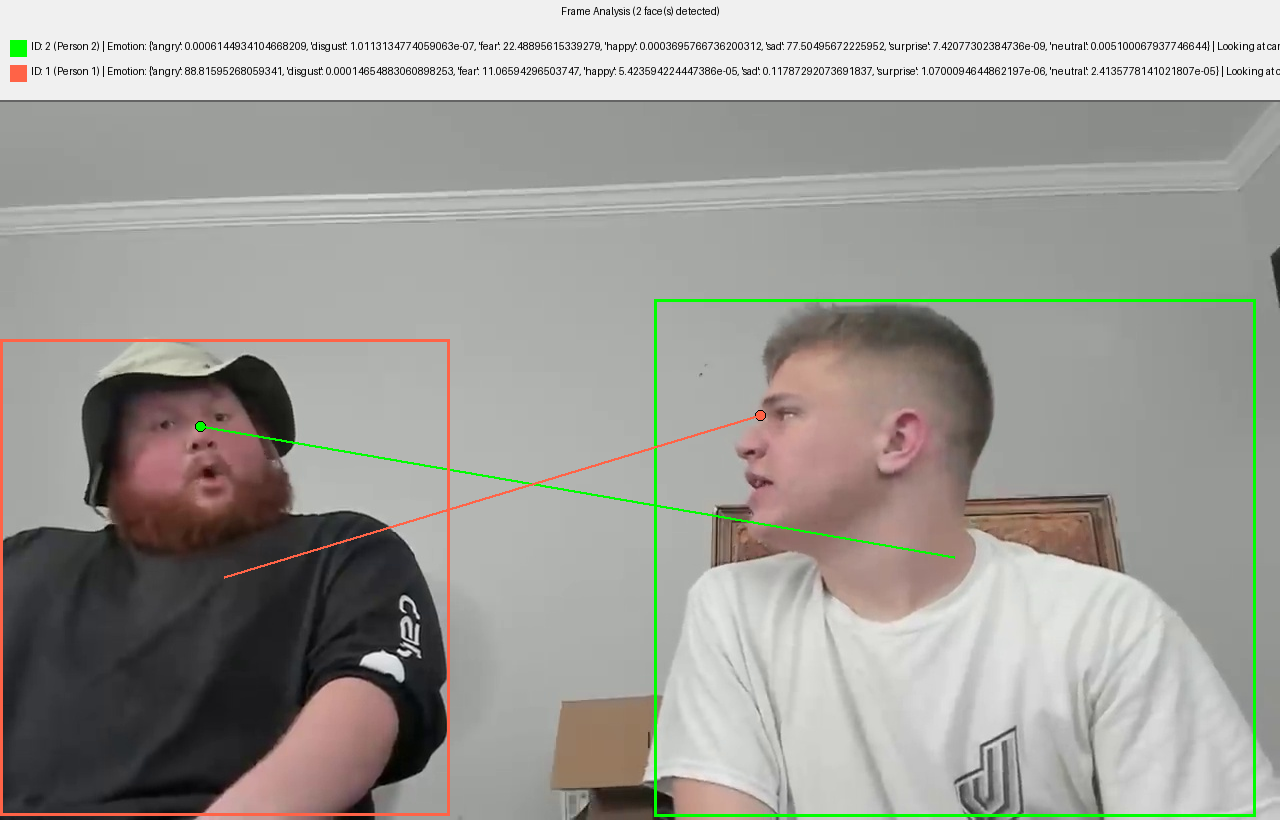 Frame Analysis (2 face(s) detected)
ID: 2 (Person 2) | Emotion: {'angry': 0.0006144934104668209, 'disgust': 1.0113134774059063e-07, 'fear': 22.48895615339279, 'happy': 0.0003695766736200312, 'sad': 77.50495672225952, 'surprise': 7.42077302384736e-09, 'neutral': 0.005100067937746644} | Looking at
ID: 1 (Person 1) | Emotion: {'angry': 88.81595268059341, 'disgust': 0.00014654883060898253, 'fear': 11.06594296503747, 'happy': 5.423594224447386e-05, 'sad': 0.11787292073691837, 'surprise': 1.0700094644862197e-06, 'neutral': 2.4135778141021807e-05} | Looking at